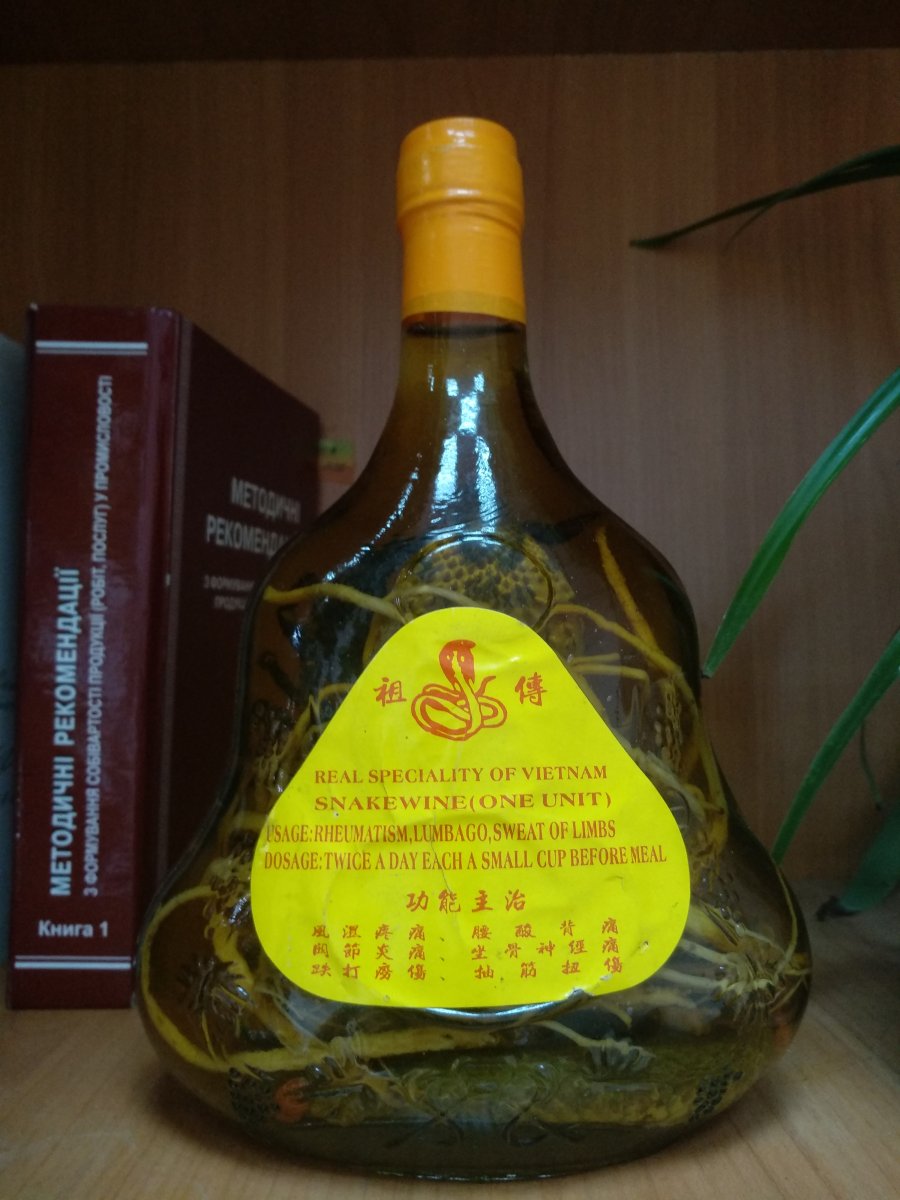 МЕТОДИЧНІ РЕКОМЕНДАЦІЇ
З ФОРМУВАННЯ СОБІВАРТОСТІ ПРОДУКЦІЇ (РОБІТ, ПОСЛУГ) У ПРОМИСЛОВОСТІ
Книга 1
МЕТОДИЧНІ
祖 傳
REAL SPECIALITY OF VIETNAM
SNAKEWINE(ONE UNIT)
USAGE:RHEUMATISM,LUMBAGO,SWEAT OF LIMBS
DOSAGE:TWICE A DAY EACH A SMALL CUP BEFORE MEAL
功能主治
風濕疼痛、腰酸背痛
関節炎痛、坐骨神經痛
跌打癆傷、抽筋扭傷